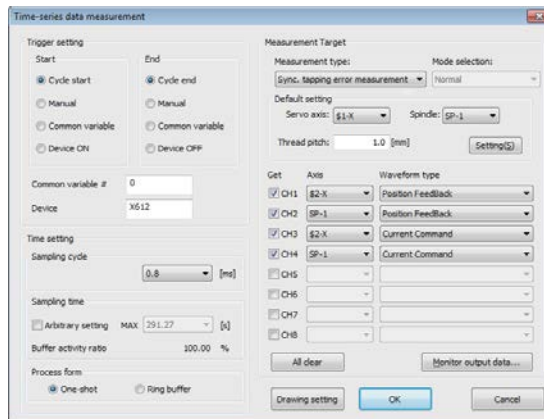 Time-series data measurement
Trigger setting
Start
Cycle start
Manual
Common variable
Device ON
End
Cycle end
Manual
Common variable
Device OFF
Common variable # 0
Device X612
Time setting
Sampling cycle
0.8 [ms]
Sampling time
Arbitrary setting MAX 291.27 [s]
Buffer activity ratio 100.00 %
Process form
One-shot Ring buffer
Measurement Target
Measurement type: Mode selection:
Sync. tapping error measurement Normal
Default setting
Servo axis: $1-X Spindle: SP-1
Thread pitch: 1.0 [mm] Setting(S)
Get Axis Waveform type
CH1 $2-X Position FeedBack
CH2 SP-1 Position FeedBack
CH3 $2-X Current Command
CH4 SP-1 Current Command
CH5
CH6
CH7
CH8
All clear Monitor output data...
Drawing setting OK Cancel